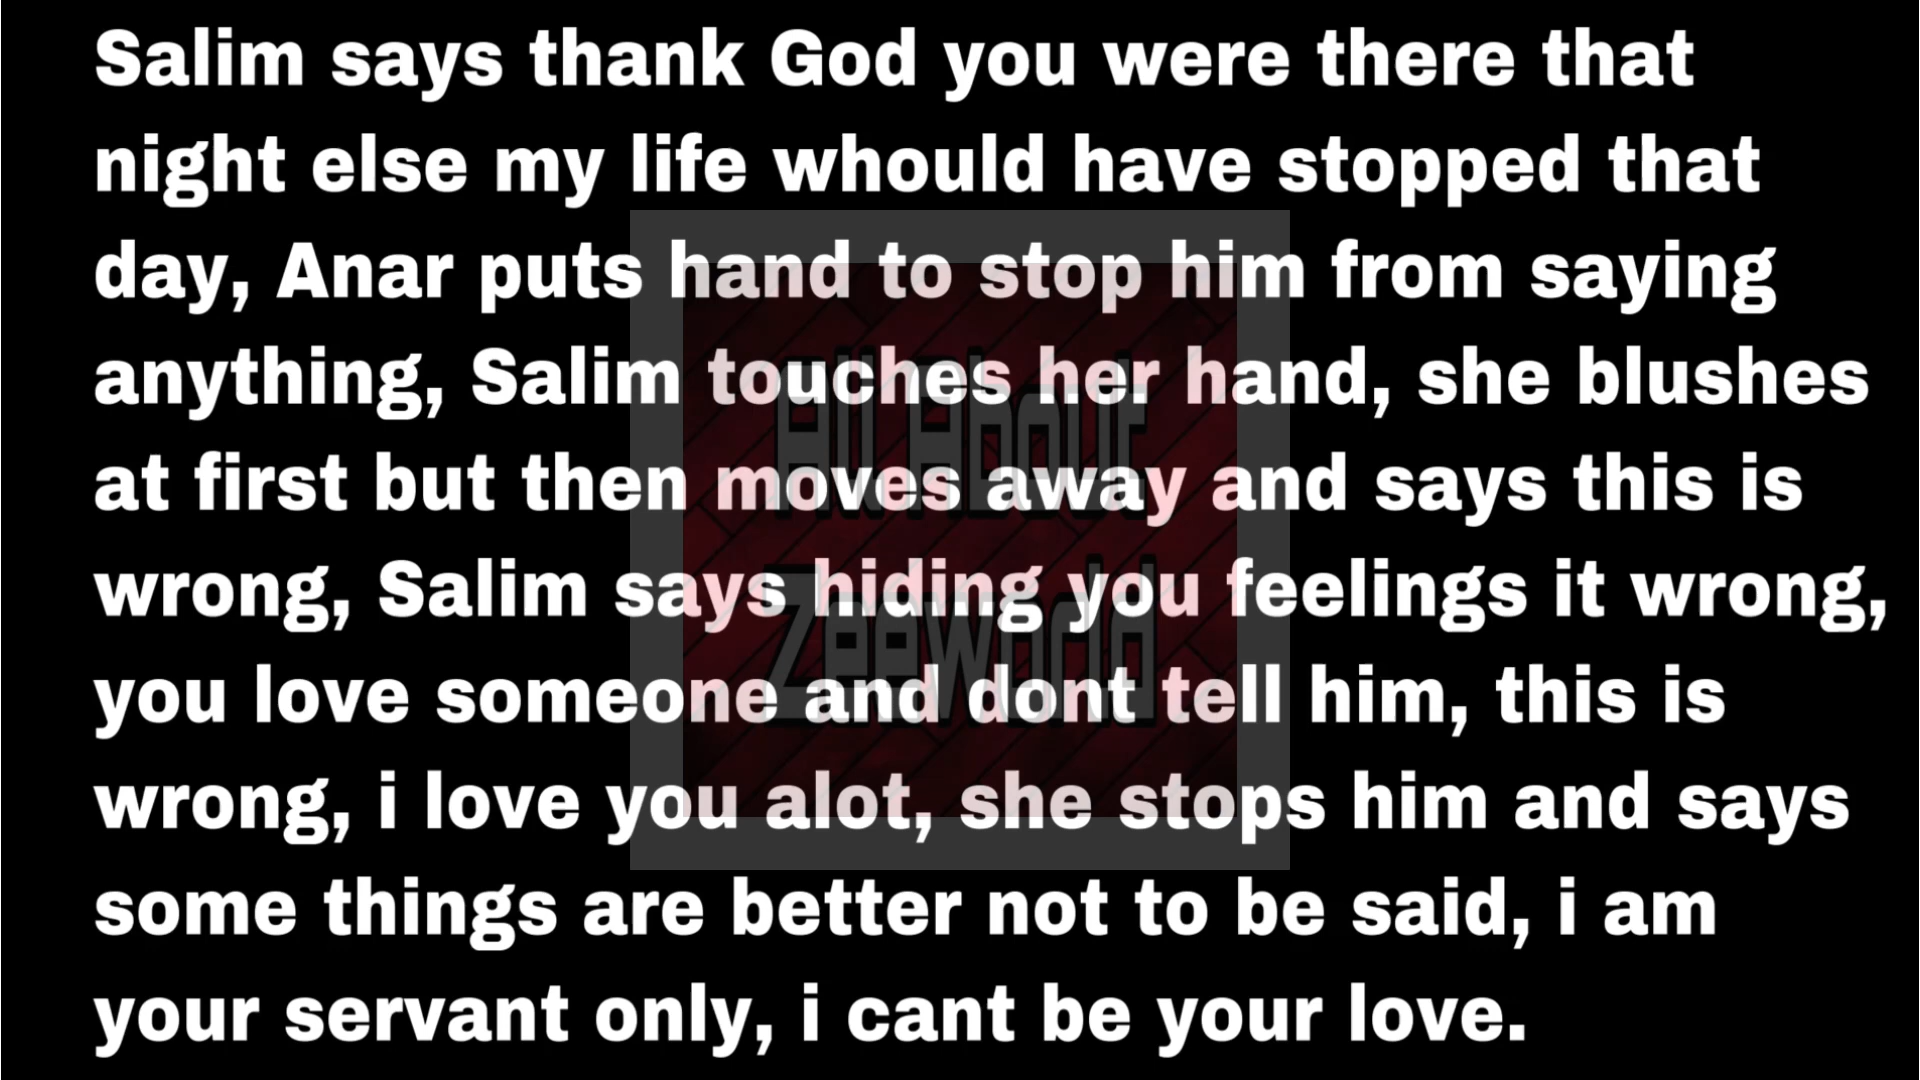 Salim says thank God you were there that
night else my life whould have stopped that
day, Anar puts hand to stop him from saying
anything, Salim touches her hand, she blushes
at first but then moves away and says this is
wrong, Salim says hiding you feelings it wrong,
you love someone and dont tell him, this is
wrong, i love you alot, she stops him and says
some things are better not to be said, i am
your servant only, i cant be your love.
All About
Zeeworld